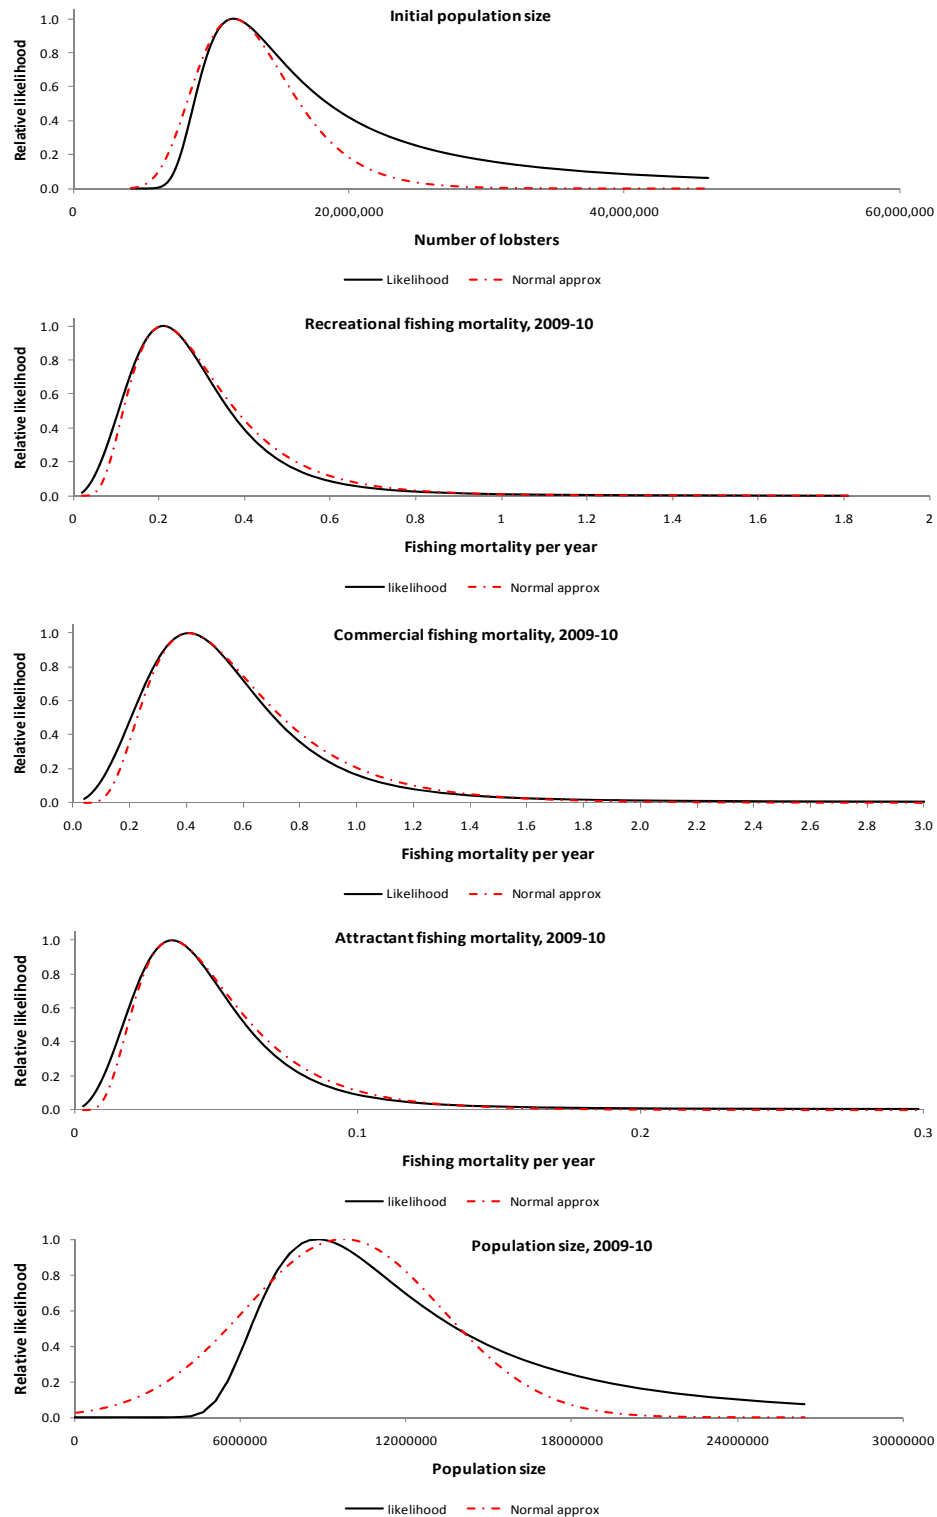 Initial population size
Relative likelihood
1.0
0.8
0.6
0.4
0.2
0.0
0 20,000,000 40,000,000 60,000,000
Number of lobsters
Likelihood Normal approx
Recreational fishing mortality, 2009-10
Relative likelihood
1.0
0.8
0.6
0.4
0.2
0.0
0 0.2 0.4 0.6 0.8 1 1.2 1.4 1.6 1.8 2
Fishing mortality per year
likelihood Normal approx
Commercial fishing mortality, 2009-10
Relative likelihood
1.0
0.8
0.6
0.4
0.2
0.0
0.0 0.2 0.4 0.6 0.8 1.0 1.2 1.4 1.6 1.8 2.0 2.2 2.4 2.6 2.8 3.0
Fishing mortality per year
Likelihood Normal approx
Attractant fishing mortality, 2009-10
Relative likelihood
1.0
0.8
0.6
0.4
0.2
0.0
0 0.1 0.2 0.3
Fishing mortality per year
likelihood Normal approx
Population size, 2009-10
Relative likelihood
1.0
0.8
0.6
0.4
0.2
0.0
0 6000000 12000000 18000000 24000000 30000000
Population size
likelihood Normal approx